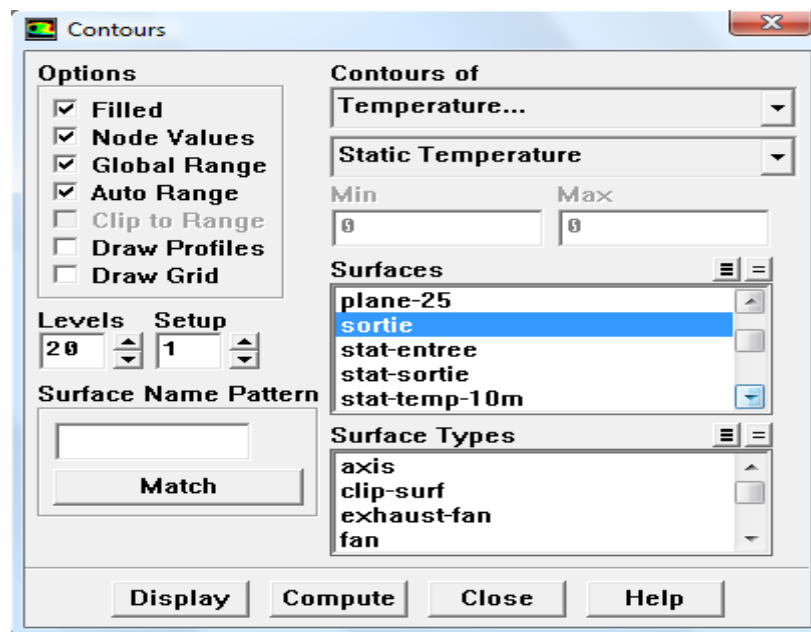 Contours
Options
Filled
Node Values
Global Range
Auto Range
Clip to Range
Draw Profiles
Draw Grid
Levels Setup
20 1
Surface Name Pattern
Match
Contours of
Temperature...
Static Temperature
Min Max
0 0
Surfaces
plane-25
sortie
stat-entree
stat-sortie
stat-temp-10m
Surface Types
axis
clip-surf
exhaust-fan
fan
Display Compute Close Help